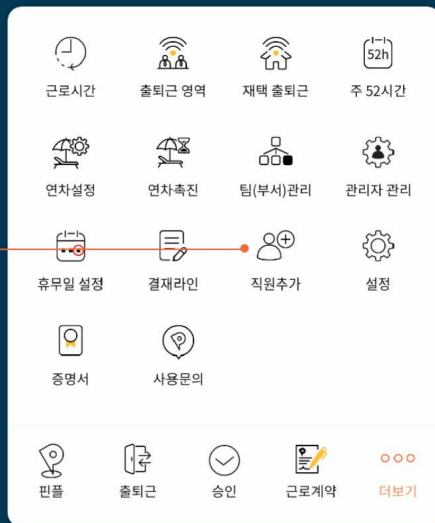 52h
근로시간 출퇴근 영역 재택 출퇴근 주 52시간
연차설정 연차촉진 팀(부서)관리 관리자 관리
휴무일 설정 결재라인 직원추가 설정
증명서 사용문의
핀플 출퇴근 승인 근로계약 더보기